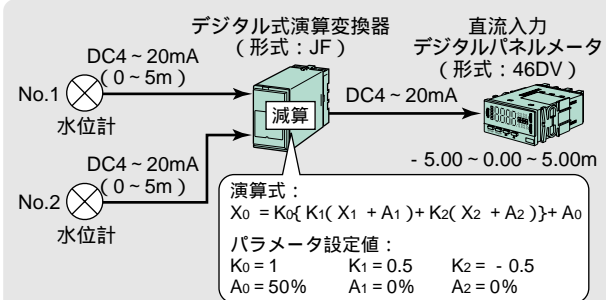 デジタル式演算変換器
（形式：JF）
直流入力
デジタルパネルメータ
（形式：46DV）
DC4～20mA
（0～5m）
No.1
水位計
減算
DC4～20mA
DC4～20mA
（0～5m）
No.2
水位計
- 5.00～0.00～5.00m
演算式：
X0 = K0{ K1( X1 + A1 )+ K2( X2 + A2 )}+ A0
パラメータ設定値：
K0 = 1 K1 = 0.5 K2 = - 0.5
A0 = 50% A1 = 0% A2 = 0%